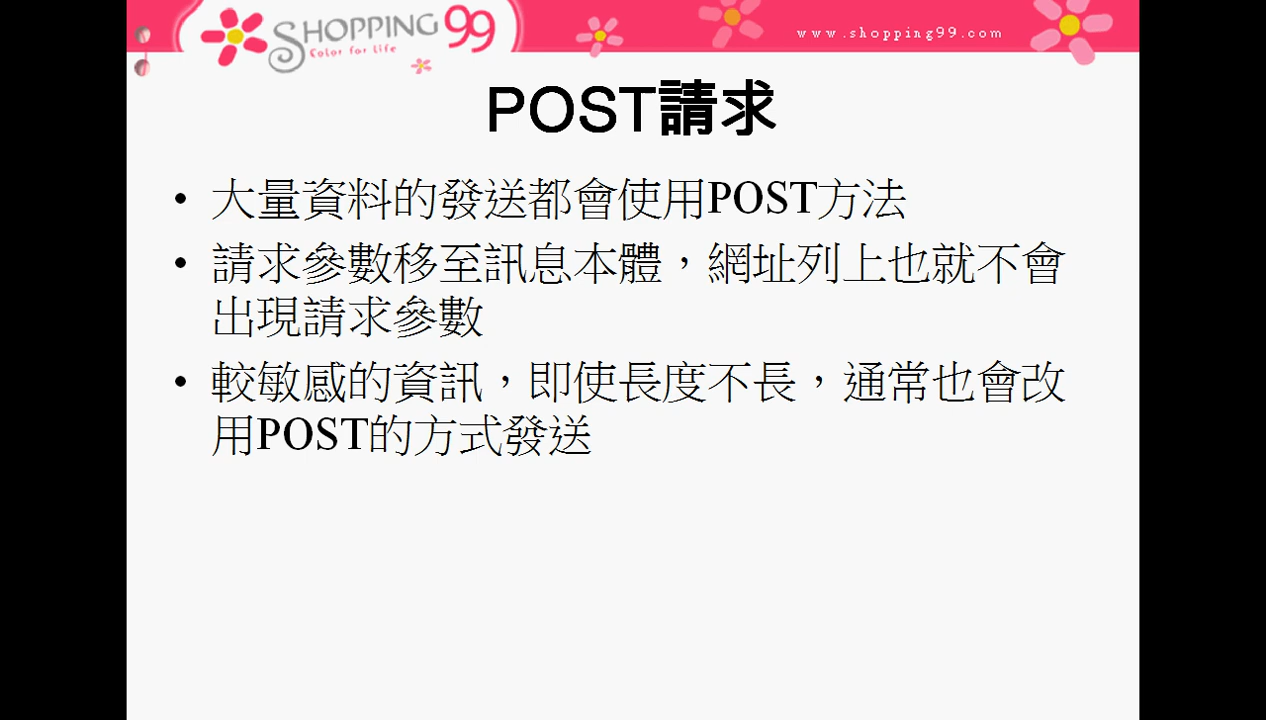 SHOPPING 99
Color for Life
www.shopping99.com
POST請求
• 大量資料的發送都會使用POST方法
• 請求參數移至訊息本體，網址列上也就不會
出現請求參數
• 較敏感的資訊，即使長度不長，通常也會改
用POST的方式發送